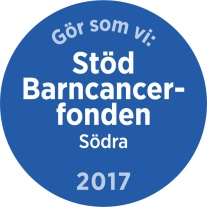 Gör som vi:
Stöd
Barncancer-
fonden
Södra
2017